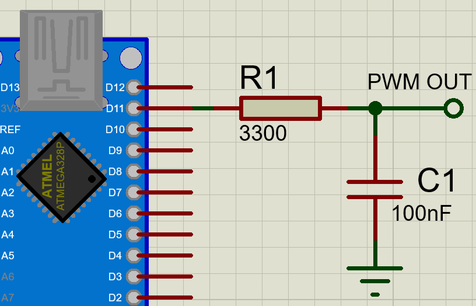 D13
3V3
REF
A0
A1
A2
A3
A4
A5
A6
A7
ATMEL
ATMEGA328P
D12
D11
D10
D9
D8
D7
D6
D5
D4
D3
D2
R1
3300
PWM OUT
C1
100nF